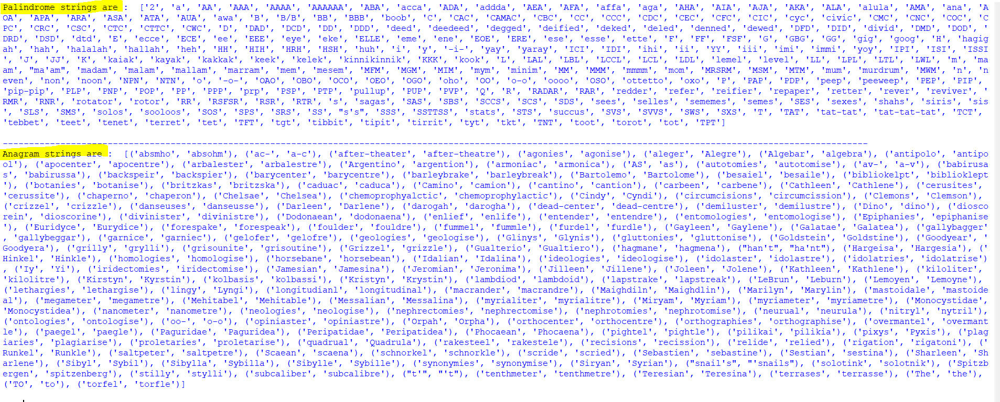 Palindrome strings are :  ['2', 'a', 'AA', 'AAA', 'AAAA', 'AAAAAA', 'ABA', 'acca', 'ADA', 'addda', 'AEA', 'AFA', 'affa', 'aga', 'AHA', 'AIA', 'AJA', 'AKA', 'ALA', 'alula', 'AMA', 'ana', 'A
OA', 'APA', 'ARA', 'ASA', 'ATA', 'AUA', 'awa', 'B', 'B/B', 'BB', 'BBB', 'boob', 'C', 'CAC', 'CAMAC', 'CBC', 'CC', 'CCC', 'CDC', 'CEC', 'CFC', 'CIC', 'cyc', 'civic', 'CMC', 'CNC', 'COC', 'C
PC', 'CRC', 'CSC', 'CTC', 'CTTC', 'CWC', 'D', 'DAD', 'DCD', 'DD', 'DDD', 'deed', 'deedeed', 'degged', 'deified', 'deked', 'deled', 'denned', 'dewed', 'DFD', 'DID', 'divid', 'DMD', 'DOD', '
DRD', 'DSD', 'dtd', 'E', 'ecce', 'ECE', 'ee', 'EEE', 'eye', 'eke', 'ELLE', 'eme', 'ene', 'EOE', 'ERE', 'ese', 'esse', 'ette', 'F', 'FF', 'FSF', 'G', 'GBG', 'GG', 'gig', 'goog', 'H', 'hagig
ah', 'hah', 'halalah', 'hallah', 'heh', 'HH', 'HIH', 'HRH', 'HSH', 'huh', 'i', 'y', '-i-', 'yay', 'yaray', 'ICI', 'IDI', 'ihi', 'ii', 'YY', 'iii', 'imi', 'immi', 'yoy', 'IPI', 'ISI', 'ISSI
', 'J', 'JJ', 'K', 'kaiak', 'kayak', 'kakkak', 'keek', 'kelek', 'kinnikinnik', 'KKK', 'kook', 'L', 'LAL', 'LBL', 'LCCL', 'LCL', 'LDL', 'lemel', 'level', 'LL', 'LPL', 'LTL', 'LWL', 'm', 'ma
am', "ma'am", 'madam', 'malam', 'mallam', 'marram', 'mem', 'mesem', 'MFM', 'MGM', 'MIM', 'mym', 'minim', 'MM', 'MMM', 'mmmm', 'mom', 'MRSRM', 'MSM', 'MTM', 'mum', 'murdrum', 'MWM', 'n', 'n
even', 'non', 'noon', 'NPN', 'NTN', 'o', '-o-', 'OAO', 'OBO', 'OCO', 'OEO', 'OGO', 'oho', 'OO', 'o-o', 'oooo', 'OSO', 'ottetto', 'oxo', 'P', 'PAP', 'PDP', 'peep', 'peeweep', 'PEP', 'PIP',
'pip-pip', 'PLP', 'PNP', 'POP', 'PP', 'PPP', 'prp', 'PSP', 'PTP', 'pullup', 'PUP', 'PVP', 'Q', 'R', 'RADAR', 'RAR', 'redder', 'refer', 'reifier', 'repaper', 'retter', 'rever', 'reviver', '
RMR', 'RNR', 'rotator', 'rotor', 'RR', 'RSFSR', 'RSR', 'RTR', 's', 'sagas', 'SAS', 'SBS', 'SCCS', 'SCS', 'SDS', 'sees', 'selles', 'sememes', 'semes', 'SES', 'sexes', 'shahs', 'siris', 'sis
', 'SLS', 'SMS', 'solos', 'sooloos', 'SOS', 'SPS', 'SRS', 'SS', "s's", 'SSS', 'SSTTSS', 'stats', 'STS', 'succus', 'SVS', 'SVVS', 'SWS', 'SXS', 'T', 'TAT', 'tat-tat', 'tat-tat-tat', 'TCT',
'tebbet', 'teet', 'tenet', 'terret', 'tet', 'TFT', 'tgt', 'tibbit', 'tipit', 'tirrit', 'tyt', 'tkt', 'TNT', 'toot', 'torot', 'tot', 'TPT']
---------------------------------------------------------------------------------------------------------------------------------------------------------------------
Anagram strings are :  [('absmho', 'absohm'), ('ac-', 'a-c'), ('after-theater', 'after-theatre'), ('agonies', 'agonise'), ('aleger', 'Alegre'), ('Algebar', 'algebra'), ('antipolo', 'antipo
ol'), ('apocenter', 'apocentre'), ('arbalester', 'arbalestre'), ('Argentino', 'argention'), ('armoniac', 'armonica'), ('AS', 'as'), ('autotomies', 'autotomise'), ('av-', 'a-v'), ('babirusa
s', 'babirussa'), ('backspeir', 'backspier'), ('barycenter', 'barycentre'), ('barleybrake', 'barleybreak'), ('Bartolemo', 'Bartolome'), ('besaiel', 'besaile'), ('bibliokelpt', 'biblioklept
'), ('botanies', 'botanise'), ('britzkas', 'britzska'), ('caduac', 'caduca'), ('Camino', 'camion'), ('cantino', 'cantion'), ('carbeen', 'carbene'), ('Cathleen', 'Cathlene'), ('cerusites',
'cerussite'), ('chaperno', 'chaperon'), ('Chelsae', 'Chelsea'), ('chemoprophyalctic', 'chemoprophylactic'), ('Cindy', 'Cyndi'), ('circumcisions', 'circumcission'), ('Clemons', 'Clemson'),
('crizzel', 'crizzle'), ('danseuses', 'danseusse'), ('Darleen', 'Darlene'), ('darogah', 'darogha'), ('dead-center', 'dead-centre'), ('demiluster', 'demilustre'), ('Dino', 'dino'), ('diosco
rein', 'dioscorine'), ('divinister', 'divinistre'), ('Dodonaean', 'dodonaena'), ('enlief', 'enlife'), ('entender', 'entendre'), ('entomologies', 'entomologise'), ('Epiphanies', 'epiphanise
'), ('Euridyce', 'Eurydice'), ('forespake', 'forespeak'), ('foulder', 'fouldre'), ('fummel', 'fummle'), ('furdel', 'furdle'), ('Gayleen', 'Gaylene'), ('Galatae', 'Galatea'), ('gallybagger'
, 'gallybeggar'), ('garnice', 'garniec'), ('gelofer', 'gelofre'), ('geologies', 'geologise'), ('Glinys', 'Glynis'), ('gluttonies', 'gluttonise'), ('Goldstein', 'Goldstine'), ('Goodyear', '
Goodyera'), ('grilly', 'grylli'), ('grisounite', 'grisoutine'), ('Grizzel', 'grizzle'), ('Gualterio', 'Gualtiero'), ('hagmane', 'hagmena'), ("han't", "ha'nt"), ('Hargeisa', 'Hargesia'), ('
Hinkel', 'Hinkle'), ('homologies', 'homologise'), ('horsebane', 'horsebean'), ('Idalian', 'Idalina'), ('ideologies', 'ideologise'), ('idolaster', 'idolastre'), ('idolatries', 'idolatrise')
, ('Iy', 'Yi'), ('iridectomies', 'iridectomise'), ('Jamesian', 'Jamesina'), ('Jeromian', 'Jeronima'), ('Jilleen', 'Jillene'), ('Joleen', 'Jolene'), ('Kathleen', 'Kathlene'), ('kiloliter',
'kilolitre'), ('Kirstyn', 'Kyrstin'), ('kolbasis', 'kolbassi'), ('Kristyn', 'Krystin'), ('lambdiod', 'lambdoid'), ('lapstrake', 'lapstreak'), ('LeBrun', 'Leburn'), ('Lemoyen', 'Lemoyne'),
('lethargies', 'lethargise'), ('lingy', 'Lyngi'), ('longitudianl', 'longitudinal'), ('macrander', 'macrandre'), ('Maighdiln', 'Maighdlin'), ('Marilyn', 'Marylin'), ('mastoidale', 'mastoide
al'), ('megameter', 'megametre'), ('Mehitabel', 'Mehitable'), ('Messalian', 'Messalina'), ('myrialiter', 'myrialitre'), ('Miryam', 'Myriam'), ('myriameter', 'myriametre'), ('Monocystidae',
'Monocystidea'), ('nanometer', 'nanometre'), ('neologies', 'neologise'), ('nephrectomies', 'nephrectomise'), ('nephrotomies', 'nephrotomise'), ('neurual', 'neurula'), ('nitryl', 'nytril'),
('ontologies', 'ontologise'), ('oo-', 'o-o'), ('opiniaster', 'opiniastre'), ('Orpah', 'Orpha'), ('orthocenter', 'orthocentre'), ('orthographies', 'orthographise'), ('overmantel', 'overmant
le'), ('paegel', 'paegle'), ('Paguridae', 'Paguridea'), ('Peripatidae', 'Peripatidea'), ('Phocaean', 'Phocaena'), ('pightel', 'pightle'), ('pilikai', 'pilikia'), ('pixys', 'Pyxis'), ('plag
iaries', 'plagiarise'), ('proletaries', 'proletarise'), ('quadrual', 'Quadrula'), ('rakesteel', 'rakestele'), ('recisions', 'recission'), ('relide', 'relied'), ('rigation', 'rigatoni'), ('
Runkel', 'Runkle'), ('saltpeter', 'saltpetre'), ('Scaean', 'scaena'), ('schnorkel', 'schnorkle'), ('scride', 'scried'), ('Sebastien', 'sebastine'), ('Sestian', 'sestina'), ('Sharleen', 'Sh
arlene'), ('Sibyl', 'Sybil'), ('Sibylla', 'Sybilla'), ('Sibylle', 'Sybille'), ('synonymies', 'synonymise'), ('Siryan', 'Syrian'), ("snail's", "'snails"), ('solotink', 'solotnik'), ('Spitzb
ergen', 'spitzenberg'), ('stilly', 'stylli'), ('subcaliber', 'subcalibre'), ("t'", "'t"), ('tenthmeter', 'tenthmetre'), ('Teresian', 'Teresina'), ('terrases', 'terrasse'), ('The', 'the'),
('TO', 'to'), ('torfel', 'torfle')]